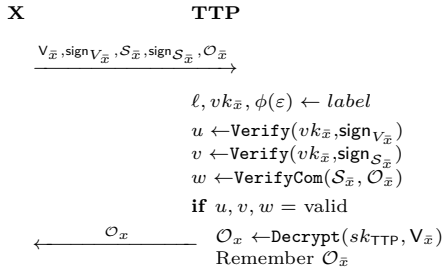 X TTP
V_x̄,sign_{V_x̄},𝒮_x̄,sign_{𝒮_x̄},𝒪_x̄
ℓ, vk_x̄, ϕ(ε) ← label
u ←Verify(vk_x̄,sign_{V_x̄})
v ←Verify(vk_x̄,sign_{𝒮_x̄})
w ←VerifyCom(𝒮_x̄, 𝒪_x̄)
if u, v, w = valid
𝒪_x 𝒪_x ←Decrypt(sk_TTP, V_x̄)
Remember 𝒪_x̄